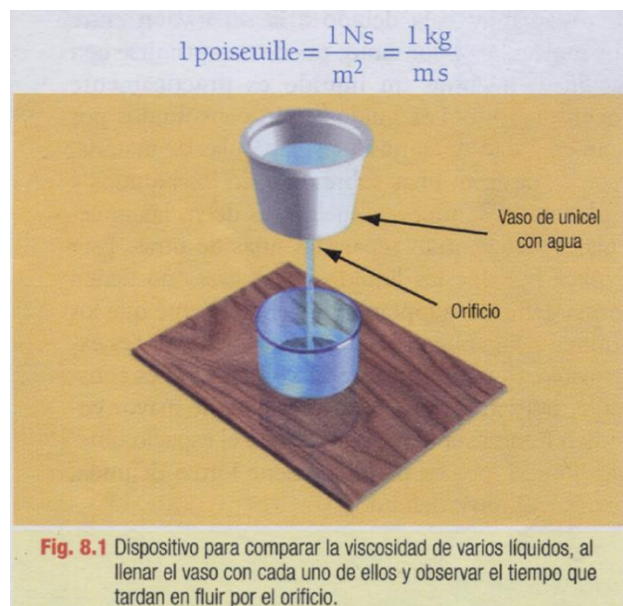 1 poiseuille = 1 Ns / m² = 1 kg / m s
Vaso de unicel
con agua
Orificio
Fig. 8.1 Dispositivo para comparar la viscosidad de varios líquidos, al
llenar el vaso con cada uno de ellos y observar el tiempo que
tardan en fluir por el orificio.